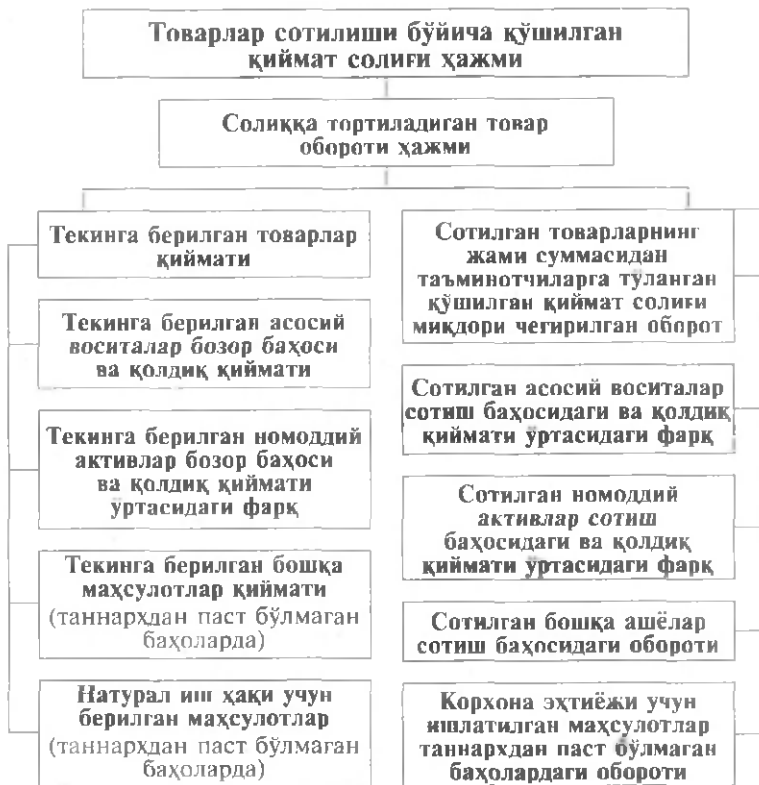 Товарлар сотилиши бўйича қўшилган
қиймат солиғи ҳажми
Солиққа тортиладиган товар
обороти ҳажми
Текинга берилган товарлар
қиймати
Текинга берилган асосий
воситалар бозор баҳоси
ва қолдиқ қиймати
Текинга берилган номоддий
активлар бозор баҳоси
ва қолдиқ қиймати
ўртасидаги фарқ
Текинга берилган бошқа
маҳсулотлар қиймати
(таннархдан паст бўлмаган
баҳоларда)
Натурал иш ҳақи учун
берилган маҳсулотлар
(таннархдан паст бўлмаган
баҳоларда)
Сотилган товарларнинг
жами суммасидан
таъминотчиларга тўланган
қўшилган қиймат солиғи
миқдори чегирилган оборот
Сотилган асосий воситалар
сотиш баҳосидаги ва қолдиқ
қиймати ўртасидаги фарқ
Сотилган номоддий
активлар сотиш
баҳосидаги ва қолдиқ
қиймати ўртасидаги фарқ
Сотилган бошқа ашёлар
сотиш баҳосидаги обороти
Корхона эҳтиёжи учун
ишлатилган маҳсулотлар
таннархдан паст бўлмаган
баҳолардаги обороти